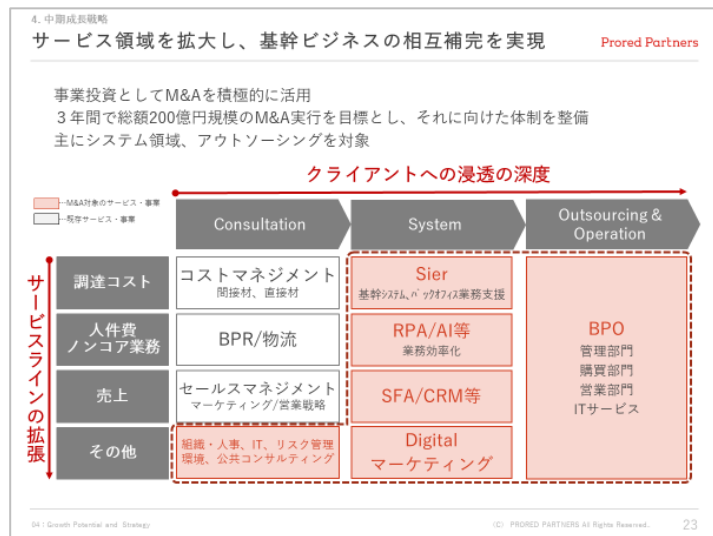 4. 中期成長戦略
サービス領域を拡大し、基幹ビジネスの相互補完を実現
Prored Partners
事業投資としてM&Aを積極的に活用
３年間で総額200億円規模のM&A実行を目標とし、それに向けた体制を整備
主にシステム領域、アウトソーシングを対象
クライアントへの浸透の深度
…M&A対象のサービス・事業
…既存サービス・事業
Consultation
System
Outsourcing &
Operation
サービスラインの拡張
調達コスト
コストマネジメント
間接材、直接材
Sier
基幹システム、バックオフィス業務支援
人件費
ノンコア業務
BPR/物流
RPA/AI等
業務効率化
売上
セールスマネジメント
マーケティング/営業戦略
SFA/CRM等
その他
組織・人事、IT、リスク管理
環境、公共コンサルティング
Digital
マーケティング
BPO
管理部門
購買部門
営業部門
ITサービス
04 | Growth Potential and Strategy
(C) PRORED PARTNERS All Rights Reserved.
23